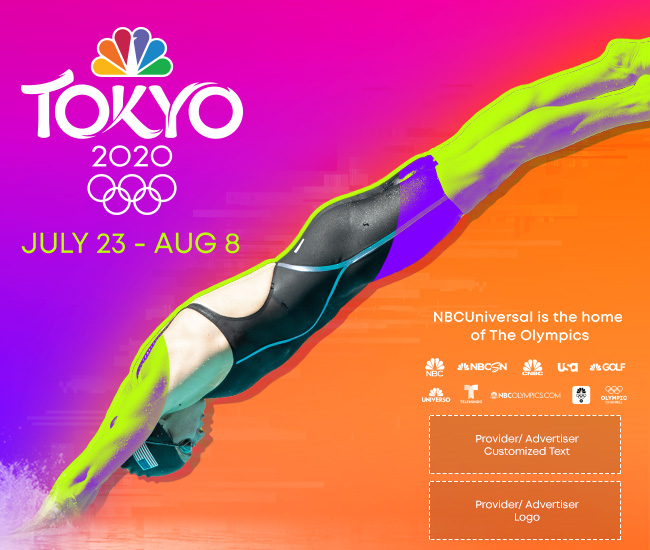 TOKYO
2020
JULY 23 - AUG 8
NBCUniversal is the home
of The Olympics
NBC NBCSN CNBC USA GOLF
UNIVERSO TELEMUNDO NBCOLYMPICS.COM OLYMPIC CHANNEL
Provider/ Advertiser
Customized Text
Provider/ Advertiser
Logo